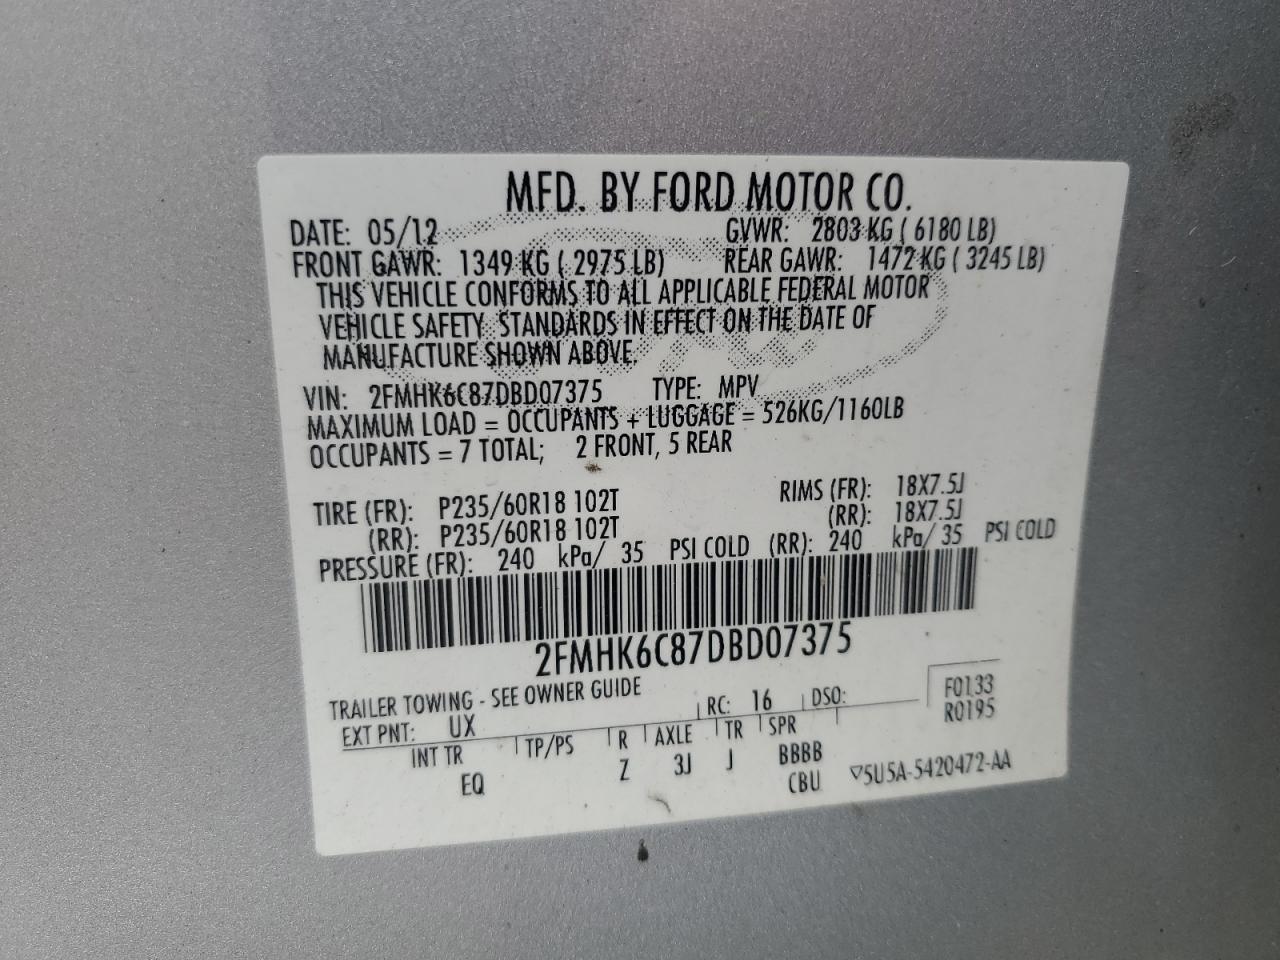 MFD. BY FORD MOTOR CO.
DATE: 05/12 GVWR: 2803 KG ( 6180 LB)
FRONT GAWR: 1349 KG ( 2975 LB) REAR GAWR: 1472 KG ( 3245 LB)
THIS VEHICLE CONFORMS TO ALL APPLICABLE FEDERAL MOTOR
VEHICLE SAFETY STANDARDS IN EFFECT ON THE DATE OF
MANUFACTURE SHOWN ABOVE.
VIN: 2FMHK6C87DBD07375 TYPE: MPV
MAXIMUM LOAD = OCCUPANTS + LUGGAGE = 526KG/1160LB
OCCUPANTS = 7 TOTAL; 2 FRONT, 5 REAR
TIRE (FR): P235/60R18 102T RIMS (FR): 18X7.5J
(RR): P235/60R18 102T (RR): 18X7.5J
PRESSURE (FR): 240 kPa/ 35 PSI COLD (RR): 240 kPa/ 35 PSI COLD
2FMHK6C87DBD07375
TRAILER TOWING - SEE OWNER GUIDE
F0133
EXT PNT: UX RC: 16 DSO: R0195
INT TR TP/PS R AXLE TR SPR
EQ Z 3J J BBBB
CBU ▽5U5A-5420472-AA